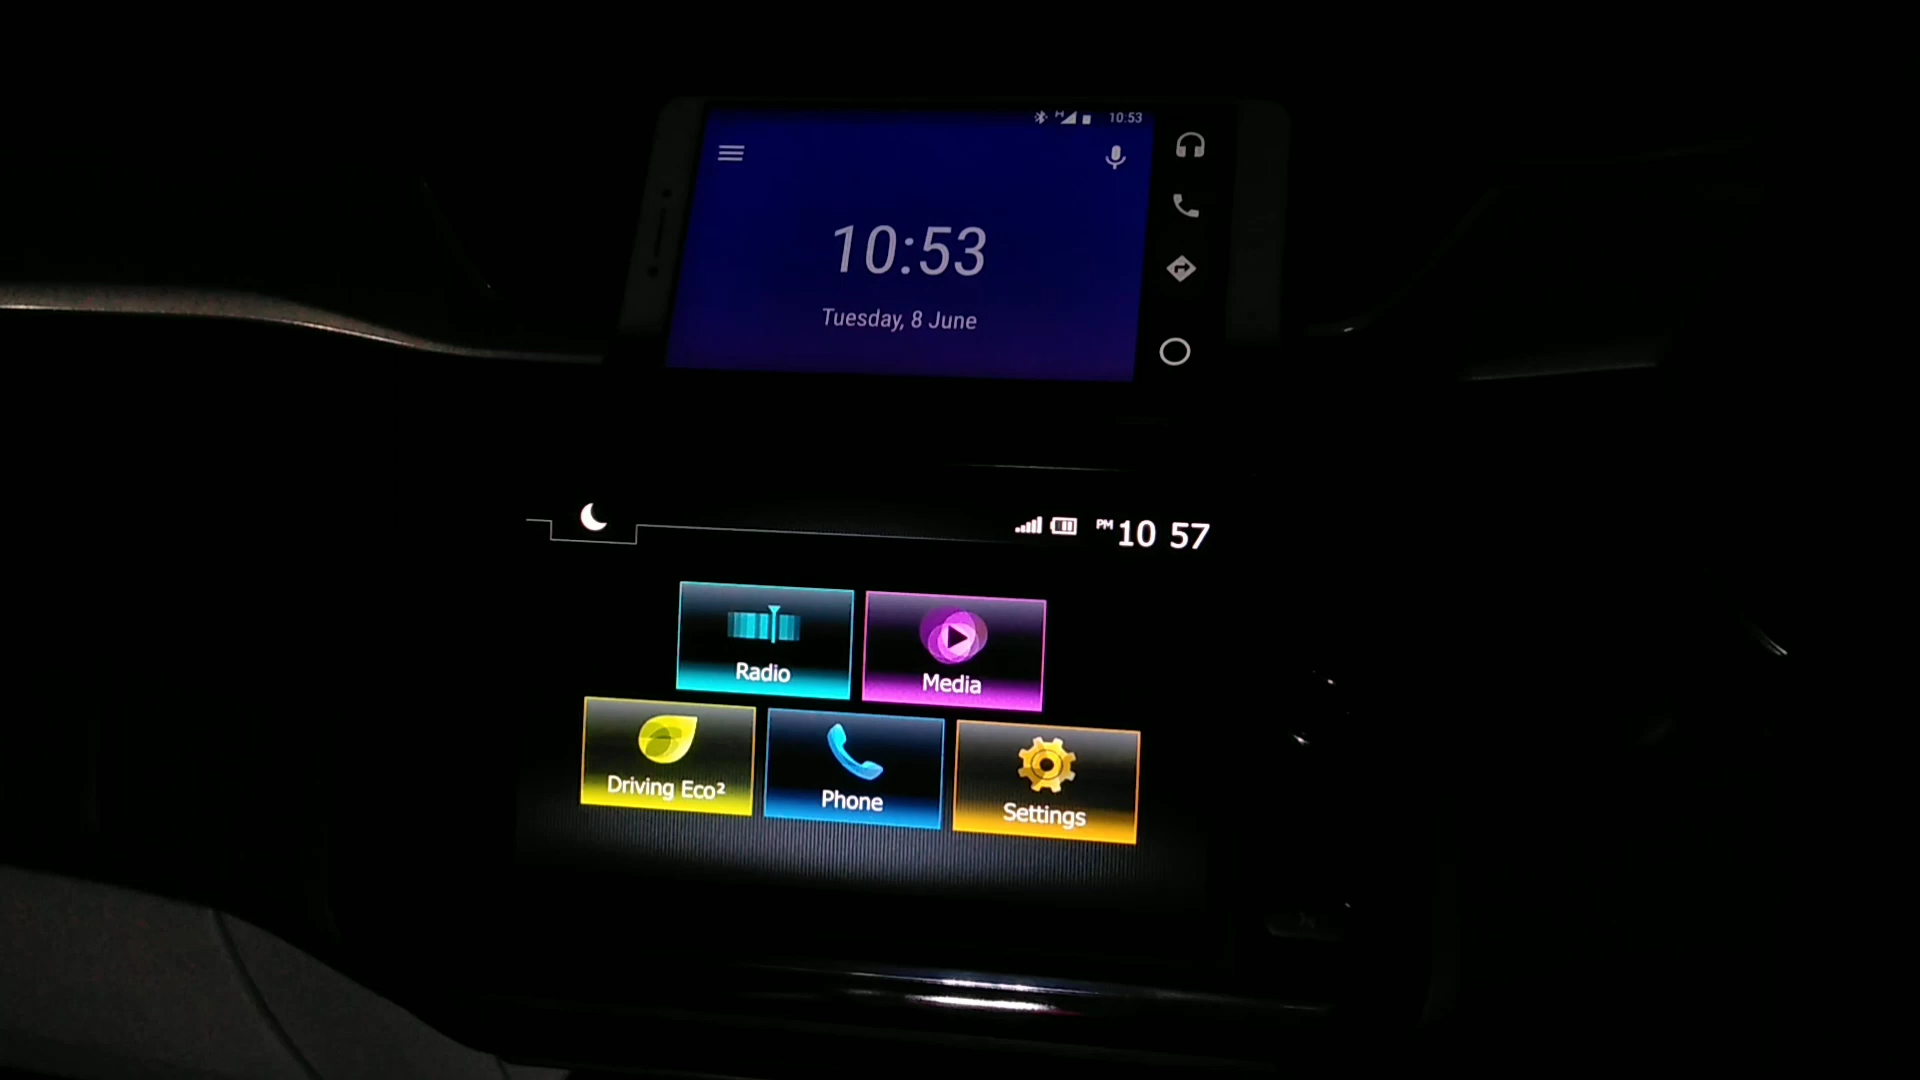 H 10:53
10:53
Tuesday, 8 June
PM 10 57
Radio
Media
Driving Eco²
Phone
Settings